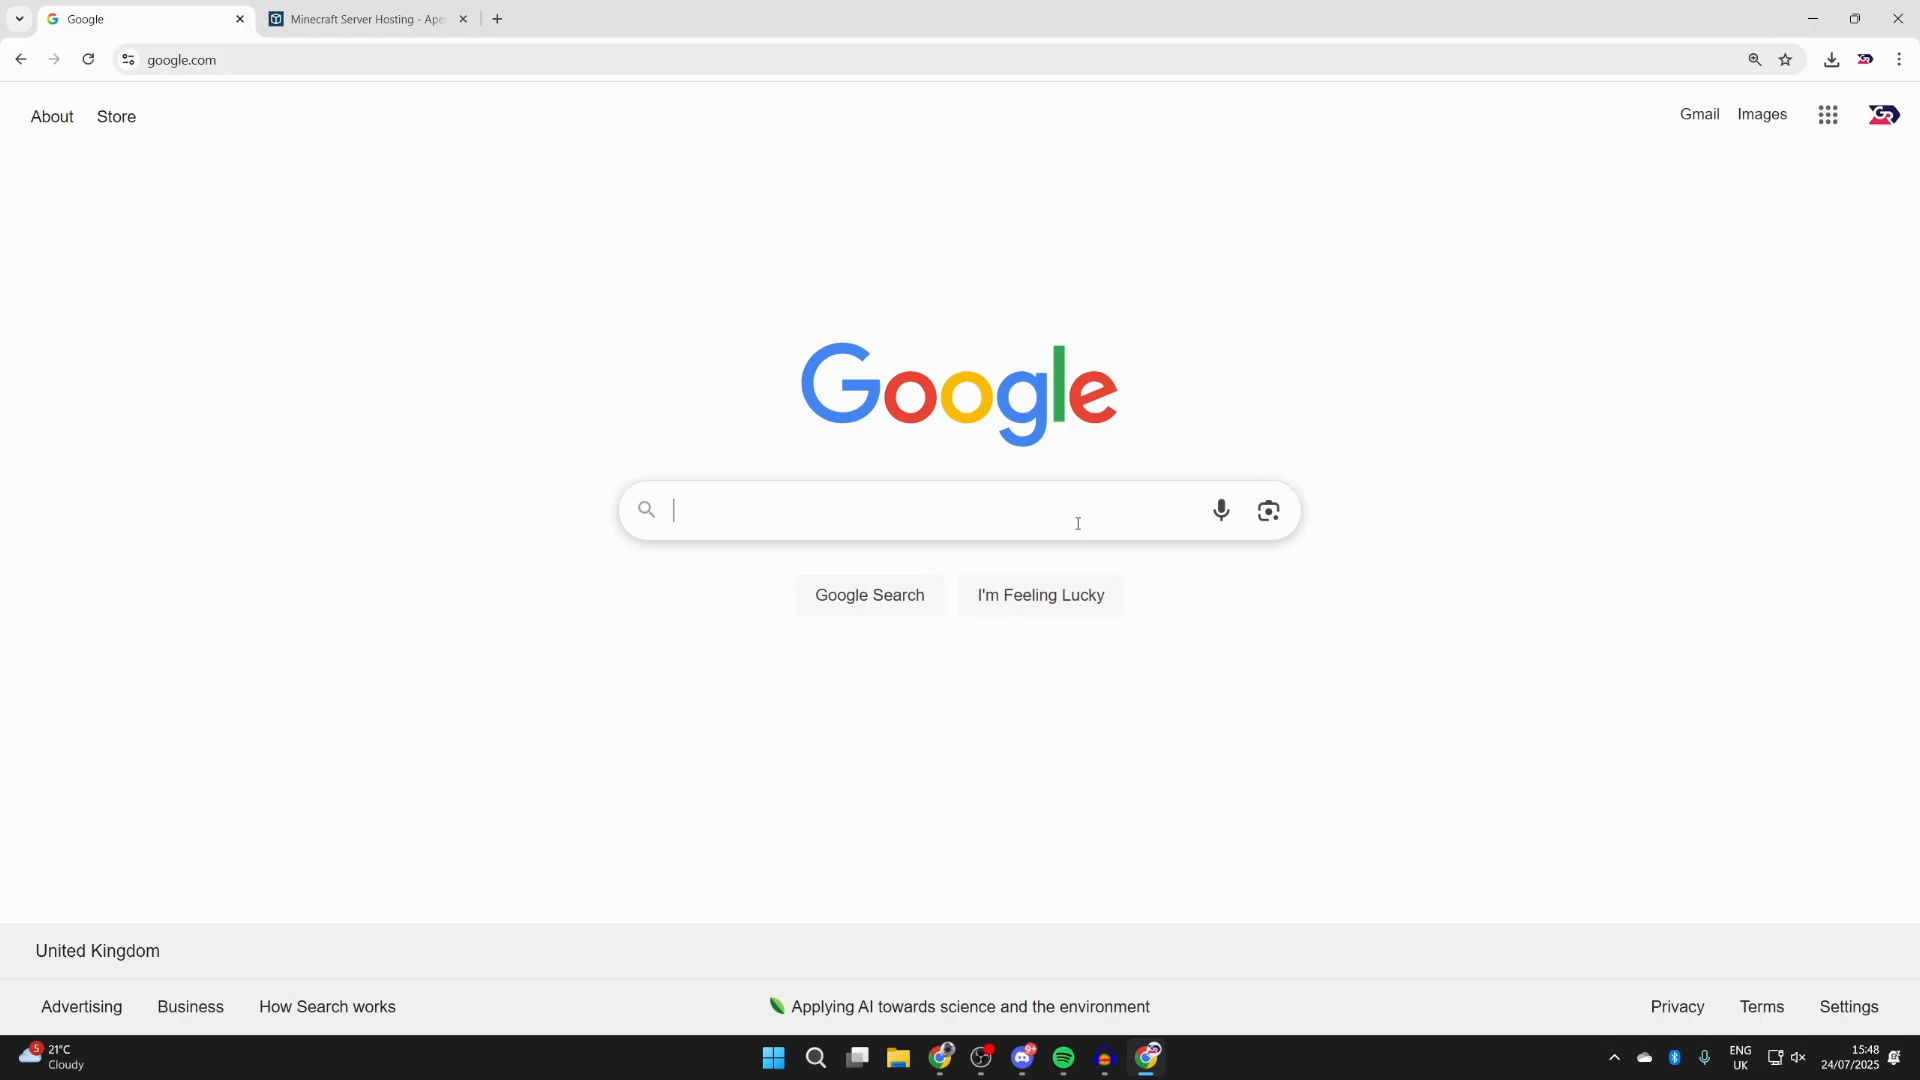 Google
Minecraft Server Hosting - Ape
google.com
About
Store
Gmail
Images
Google
Google Search
I'm Feeling Lucky
United Kingdom
Advertising
Business
How Search works
Applying AI towards science and the environment
Privacy
Terms
Settings
5
21°C
Cloudy
9+
ENG
UK
15:48
24/07/2025